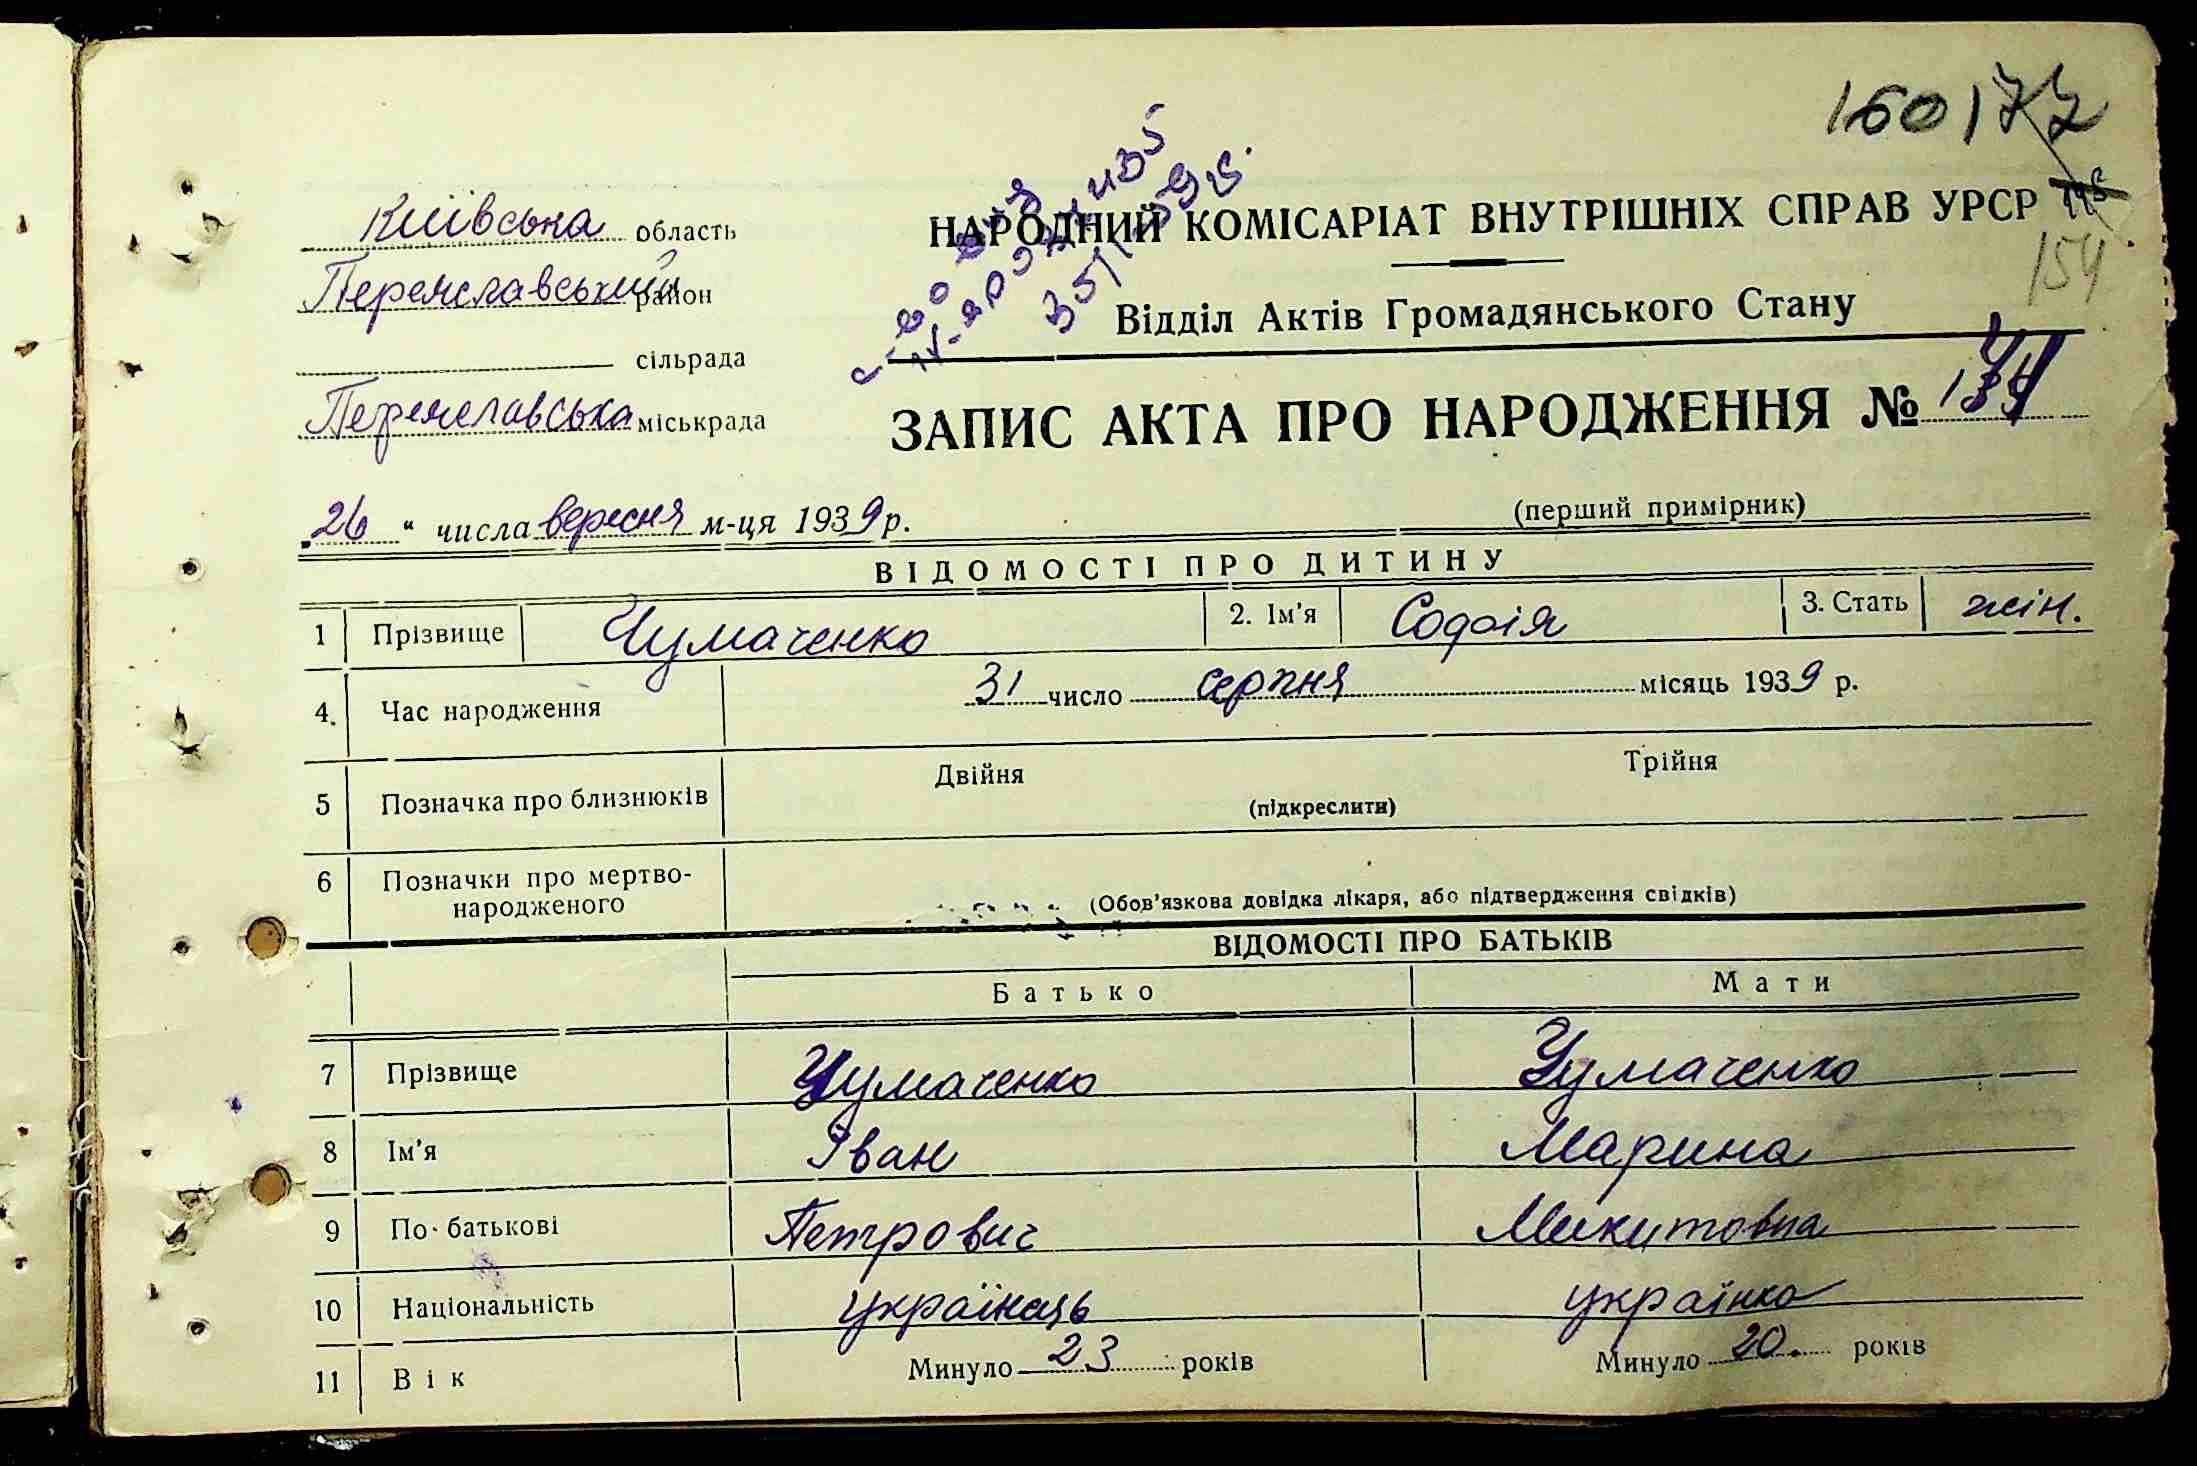 160177
Київська область
НАРОДНИЙ КОМІСАРІАТ ВНУТРІШНІХ СПРАВ УРСР
154
Переяславський район
Відділ Актів Громадянського Стану
сільрада
Переяславська міськрада
ЗАПИС АКТА ПРО НАРОДЖЕННЯ №
„26“ числа вересня м-ця 1939 р.
(перший примірник)
ВІДОМОСТІ ПРО ДИТИНУ
1 Прізвище Чумаченко 2. Ім'я Софія 3. Стать жін.
4. Час народження 31 число серпня місяць 1939 р.
5 Позначка про близнюків Двійня Трійня
(підкреслити)
6 Позначки про мертво-
народженого
(Обов'язкова довідка лікаря, або підтвердження свідків)
ВІДОМОСТІ ПРО БАТЬКІВ
Батько Мати
7 Прізвище Чумаченко Чумаченко
8 Ім'я Іван Марина
9 По-батькові Петрович Микитовна
10 Національність українець українка
11 Вік Минуло 23 років Минуло 20. років